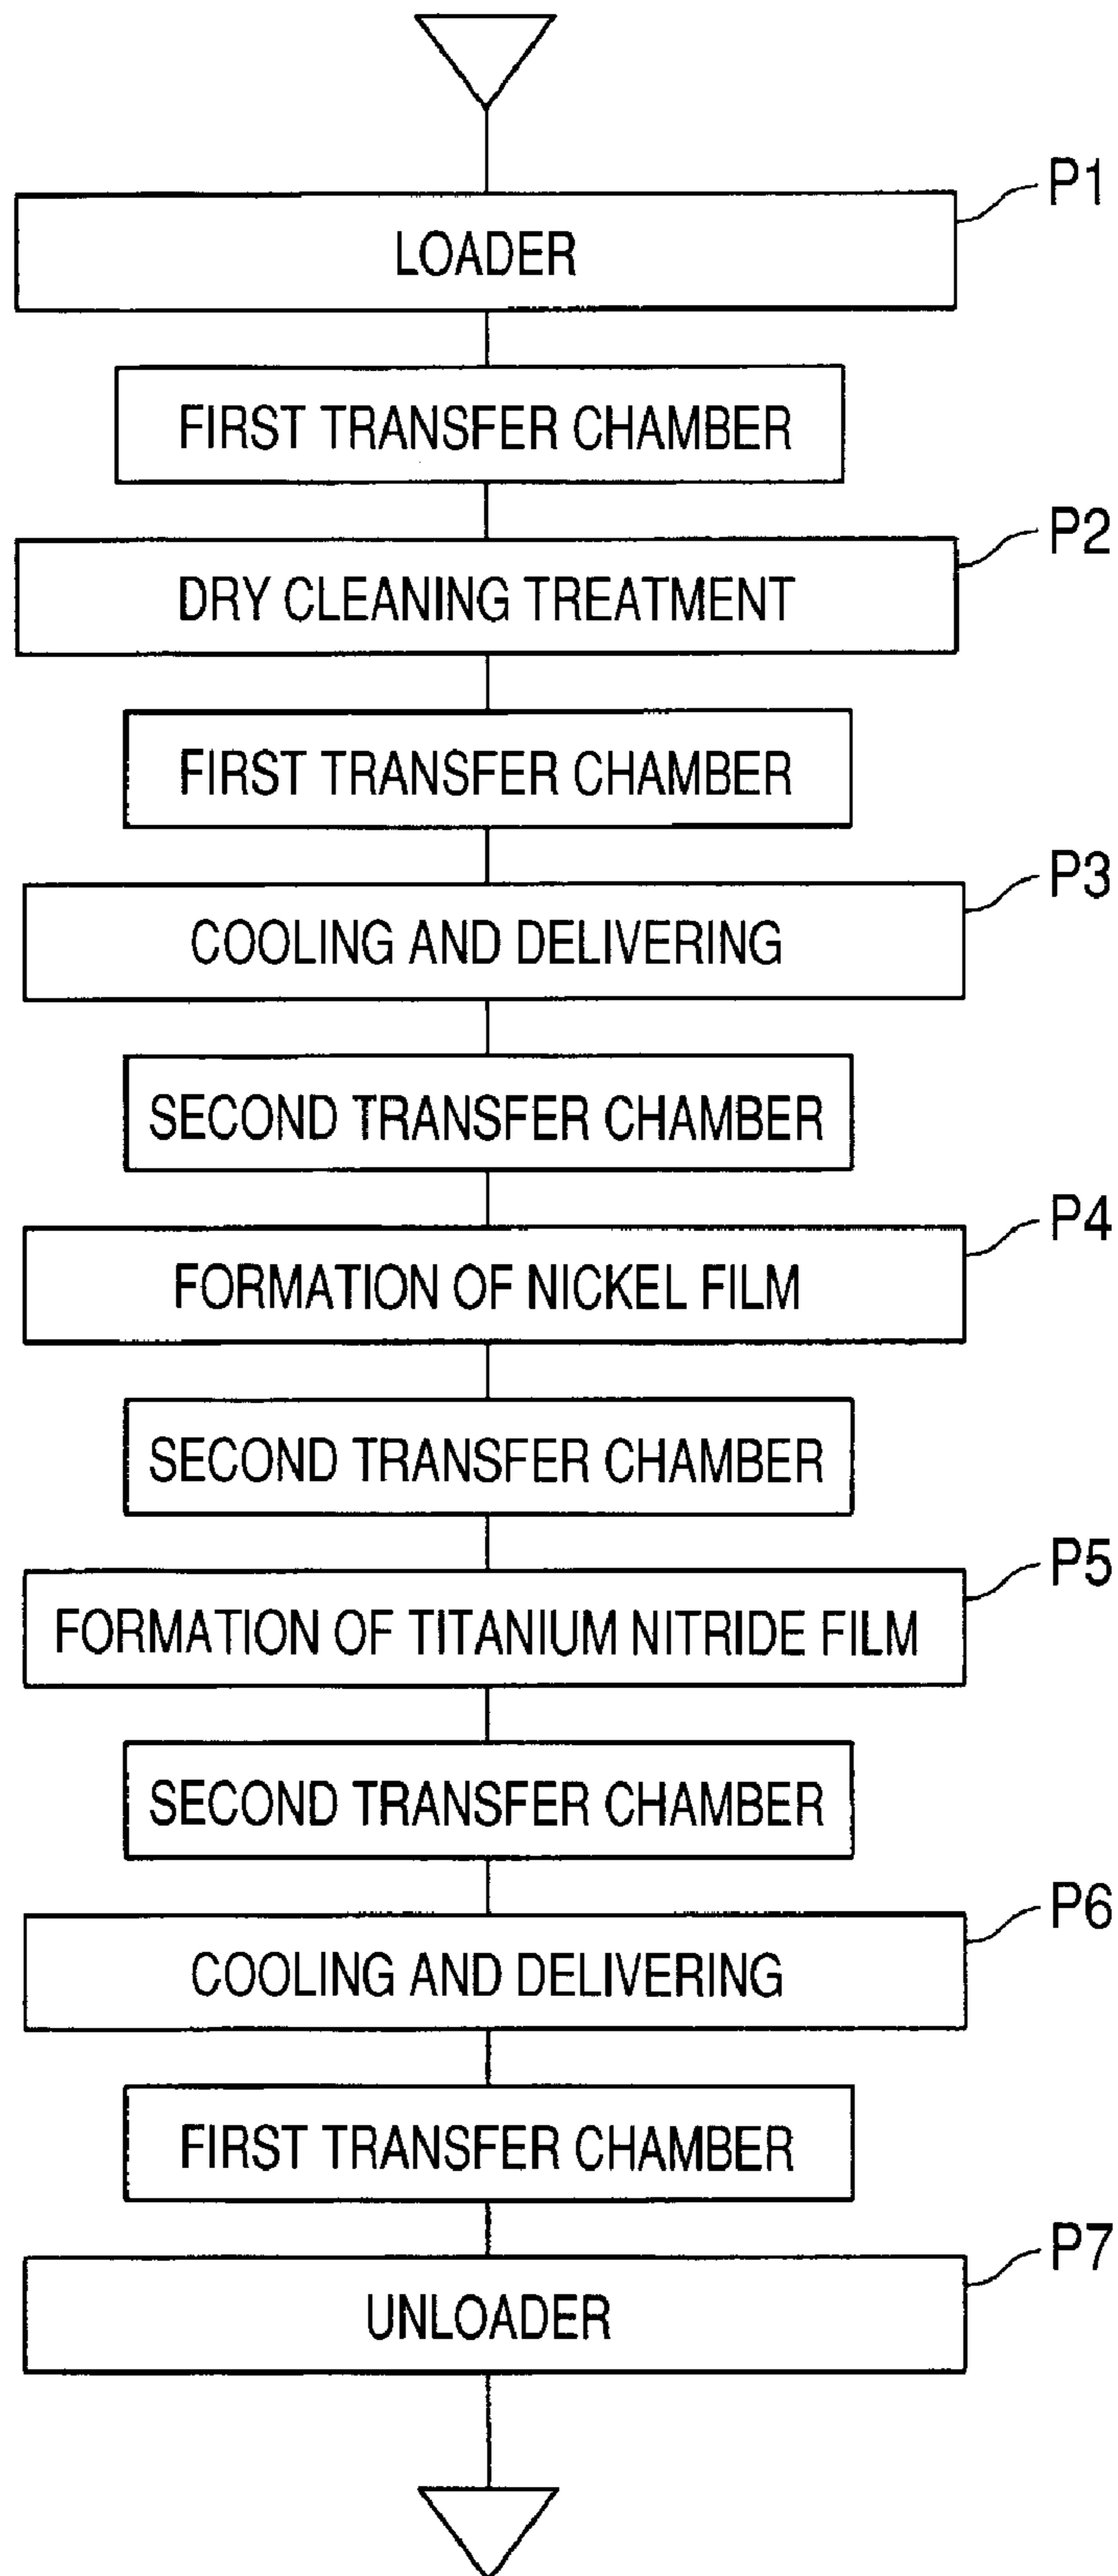 P1
LOADER
FIRST TRANSFER CHAMBER
P2
DRY CLEANING TREATMENT
FIRST TRANSFER CHAMBER
P3
COOLING AND DELIVERING
SECOND TRANSFER CHAMBER
P4
FORMATION OF NICKEL FILM
SECOND TRANSFER CHAMBER
P5
FORMATION OF TITANIUM NITRIDE FILM
SECOND TRANSFER CHAMBER
P6
COOLING AND DELIVERING
FIRST TRANSFER CHAMBER
P7
UNLOADER